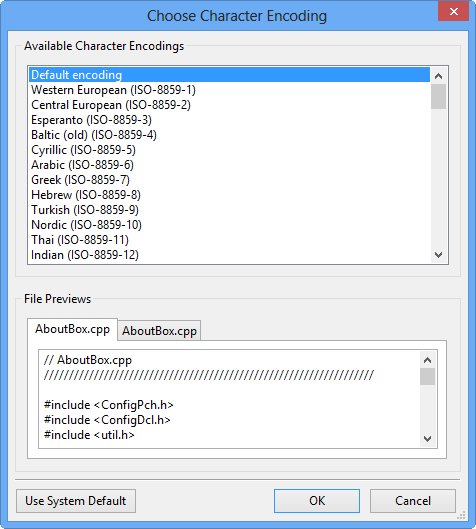 Choose Character Encoding
Available Character Encodings
Default encoding
Western European (ISO-8859-1)
Central European (ISO-8859-2)
Esperanto (ISO-8859-3)
Baltic (old) (ISO-8859-4)
Cyrillic (ISO-8859-5)
Arabic (ISO-8859-6)
Greek (ISO-8859-7)
Hebrew (ISO-8859-8)
Turkish (ISO-8859-9)
Nordic (ISO-8859-10)
Thai (ISO-8859-11)
Indian (ISO-8859-12)
File Previews
AboutBox.cpp AboutBox.cpp
// AboutBox.cpp
//////////////////////////////////////////////////////////////////
#include <ConfigPch.h>
#include <ConfigDcl.h>
#include <util.h>
Use System Default OK Cancel